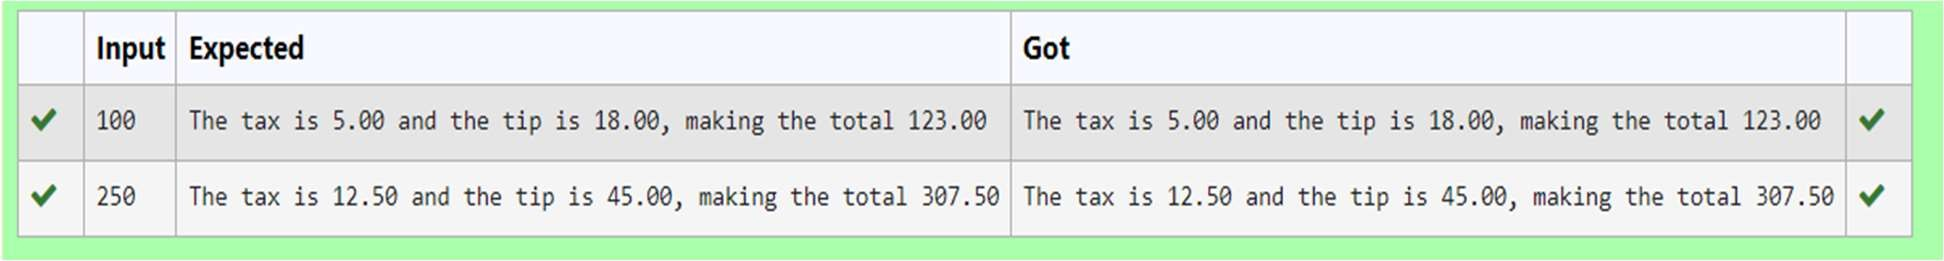 Input Expected Got
100 The tax is 5.00 and the tip is 18.00, making the total 123.00 The tax is 5.00 and the tip is 18.00, making the total 123.00
250 The tax is 12.50 and the tip is 45.00, making the total 307.50 The tax is 12.50 and the tip is 45.00, making the total 307.50